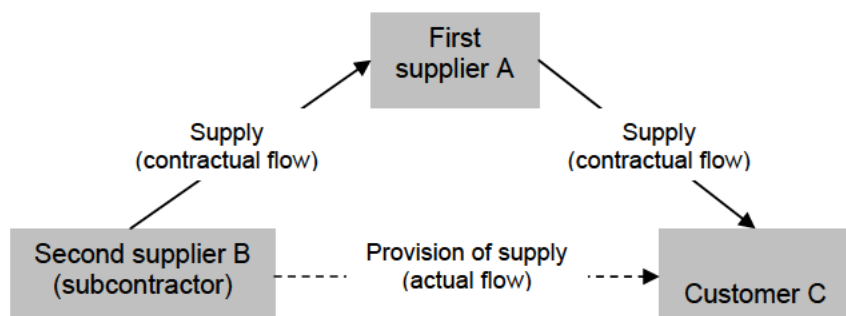 First
supplier A
Supply
(contractual flow)
Supply
(contractual flow)
Second supplier B
(subcontractor)
Provision of supply
(actual flow)
Customer C